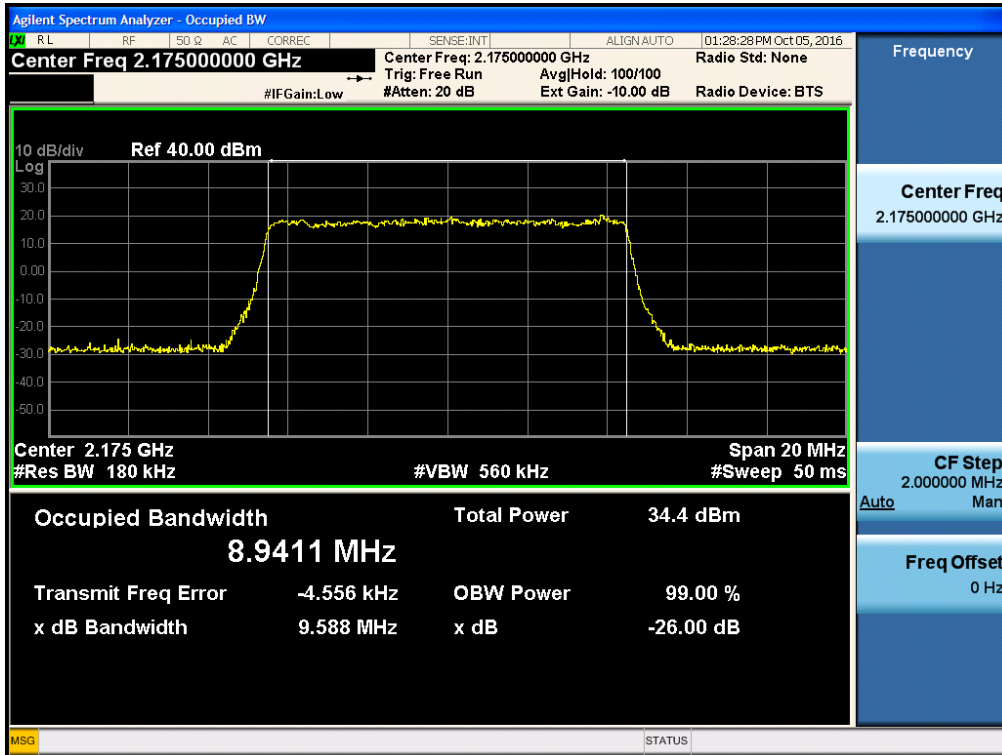 Agilent Spectrum Analyzer - Occupied BW
LXI RL RF 50 Ω AC CORREC SENSE:INT ALIGN AUTO 01:28:28 PM Oct 05, 2016
Center Freq 2.175000000 GHz
Center Freq: 2.175000000 GHz
Radio Std: None
Trig: Free Run Avg|Hold: 100/100
#IFGain:Low
#Atten: 20 dB Ext Gain: -10.00 dB Radio Device: BTS
10 dB/div Ref 40.00 dBm
Log
30.0
20.0
10.0
0.00
-10.0
-20.0
-30.0
-40.0
-50.0
Center 2.175 GHz Span 20 MHz
#Res BW 180 kHz #VBW 560 kHz #Sweep 50 ms
Occupied Bandwidth Total Power 34.4 dBm
8.9411 MHz
Transmit Freq Error -4.556 kHz OBW Power 99.00 %
x dB Bandwidth 9.588 MHz x dB -26.00 dB
Frequency
Center Freq
2.175000000 GHz
CF Step
2.000000 MHz
Auto Man
Freq Offset
0 Hz
MSG STATUS